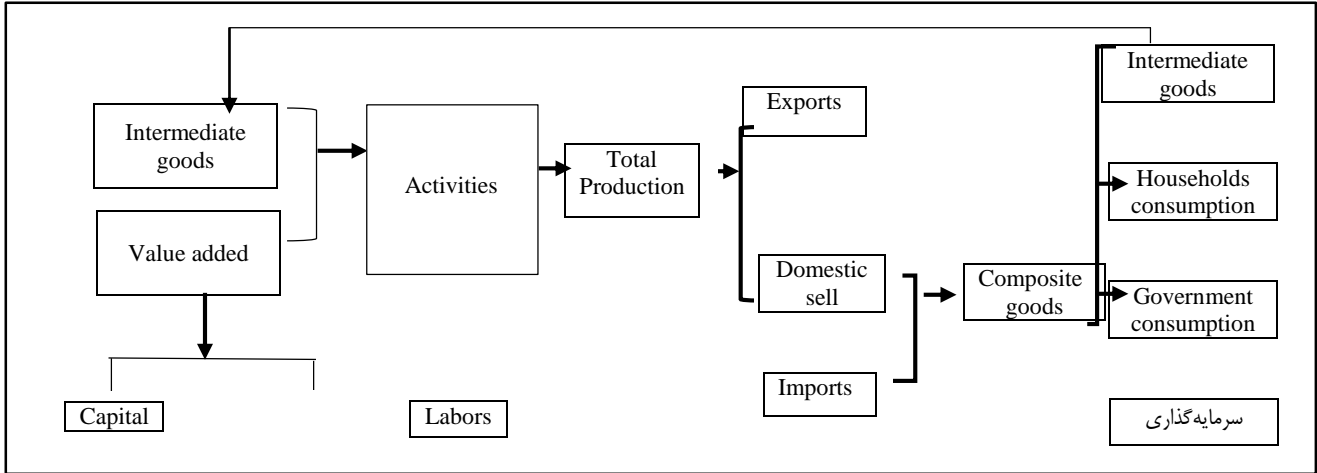 Intermediate
goods
Value added
Capital
Labors
Activities
Total
Production
Exports
Domestic
sell
Imports
Composite
goods
Intermediate
goods
Households
consumption
Government
consumption
سرمایه‌گذاری